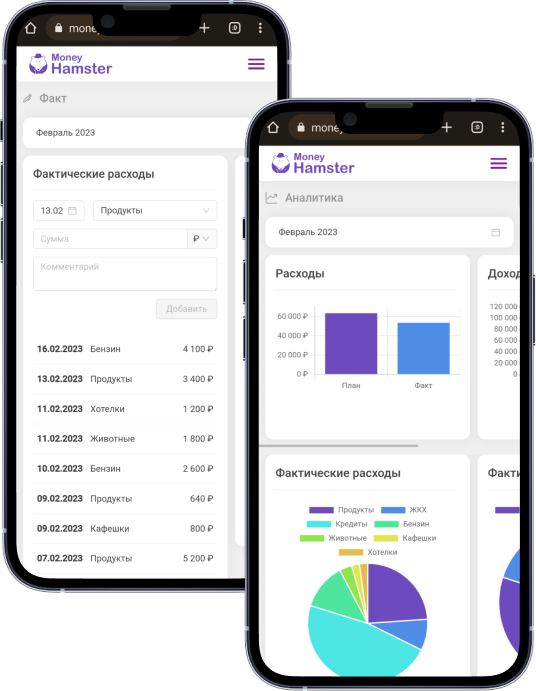 mone
:D
Money
Hamster
Факт
Февраль 2023
Фактические расходы
13.02
Продукты
Сумма
₽
Комментарий
Добавить
16.02.2023 Бензин 4 100 ₽
13.02.2023 Продукты 3 400 ₽
11.02.2023 Хотелки 1 200 ₽
11.02.2023 Животные 1 800 ₽
10.02.2023 Бензин 2 600 ₽
09.02.2023 Продукты 640 ₽
09.02.2023 Кафешки 800 ₽
07.02.2023 Продукты 5 200 ₽
money
:D
Money
Hamster
Аналитика
Февраль 2023
Расходы
60 000 ₽
40 000 ₽
20 000 ₽
0 ₽
План Факт
Доход
120 000
100 000
80 000
60 000
40 000
20 000
0
Фактические расходы
Продукты ЖКХ
Кредиты Бензин
Животные Кафешки
Хотелки
Факти